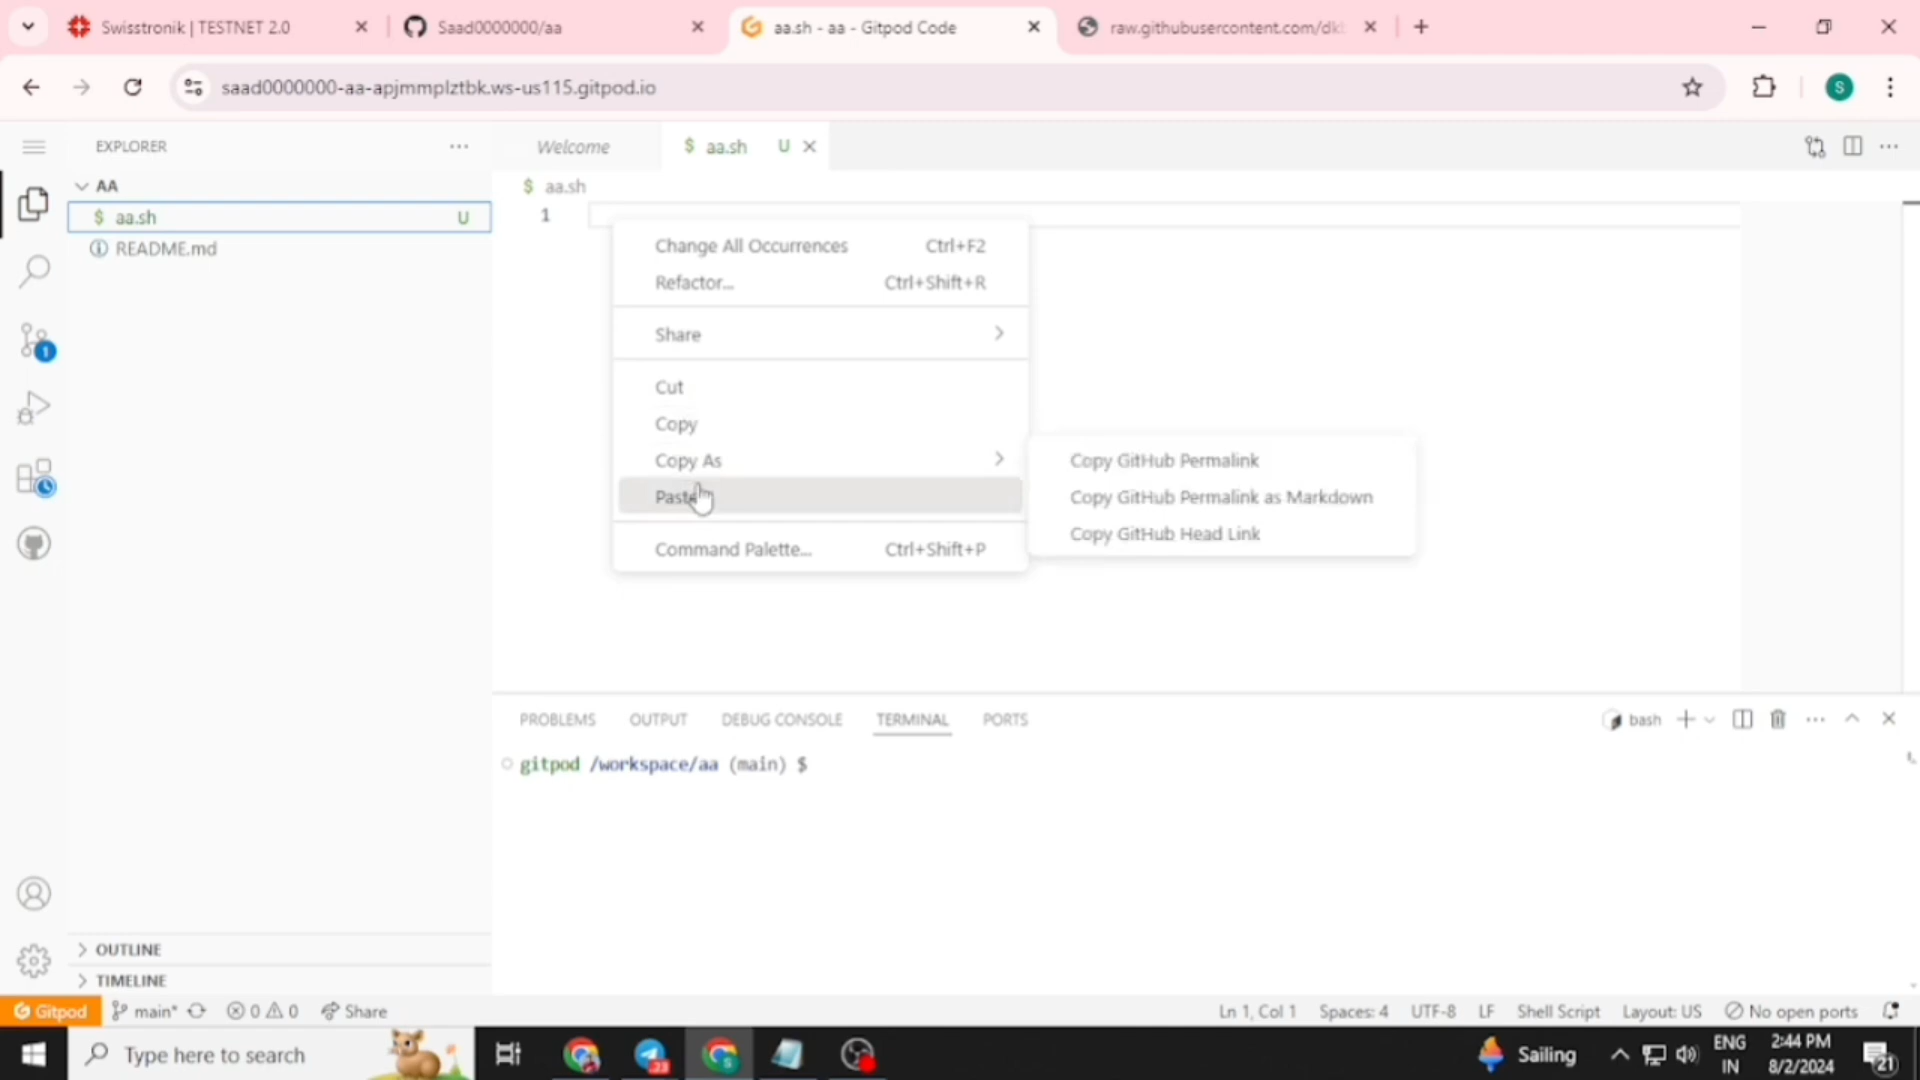 Swisstronik | TESTNET 2.0
Saad0000000/aa
aa.sh - aa - Gitpod Code
raw.githubusercontent.com/dkl
saad0000000-aa-apjmmplztbk.ws-us115.gitpod.io
S
EXPLORER
Welcome
$ aa.sh U
AA
$ aa.sh
$ aa.sh U
1
README.md
Change All Occurrences Ctrl+F2
Refactor... Ctrl+Shift+R
Share
1
Cut
Copy
Copy As
Copy GitHub Permalink
Paste
Copy GitHub Permalink as Markdown
Copy GitHub Head Link
Command Palette... Ctrl+Shift+P
PROBLEMS OUTPUT DEBUG CONSOLE TERMINAL PORTS
bash
gitpod /workspace/aa (main) $
OUTLINE
TIMELINE
Gitpod main* 0 0 Share
Ln 1, Col 1 Spaces: 4 UTF-8 LF Shell Script Layout: US No open ports
Type here to search
23
S
Sailing
ENG
IN
2:44 PM
8/2/2024
21